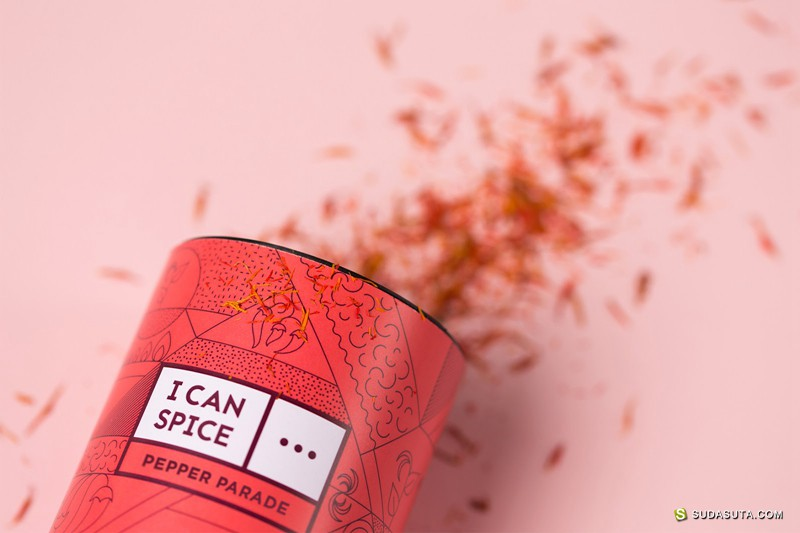 I CAN
SPICE
...
PEPPER PARADE
SUDASUTA.COM